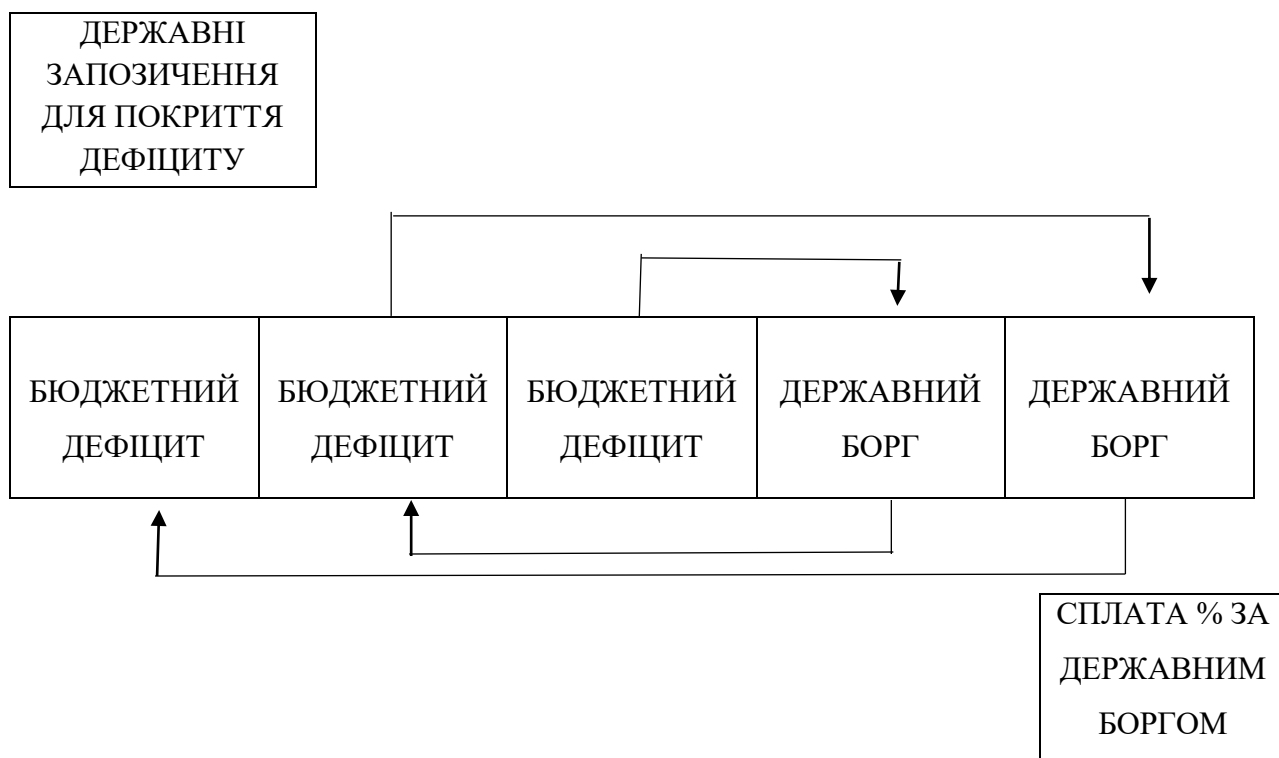 ДЕРЖАВНІ
ЗАПОЗИЧЕННЯ
ДЛЯ ПОКРИТТЯ
ДЕФІЦИТУ
БЮДЖЕТНИЙ
ДЕФІЦИТ
БЮДЖЕТНИЙ
ДЕФІЦИТ
БЮДЖЕТНИЙ
ДЕФІЦИТ
ДЕРЖАВНИЙ
БОРГ
ДЕРЖАВНИЙ
БОРГ
СПЛАТА % ЗА
ДЕРЖАВНИМ
БОРГОМ